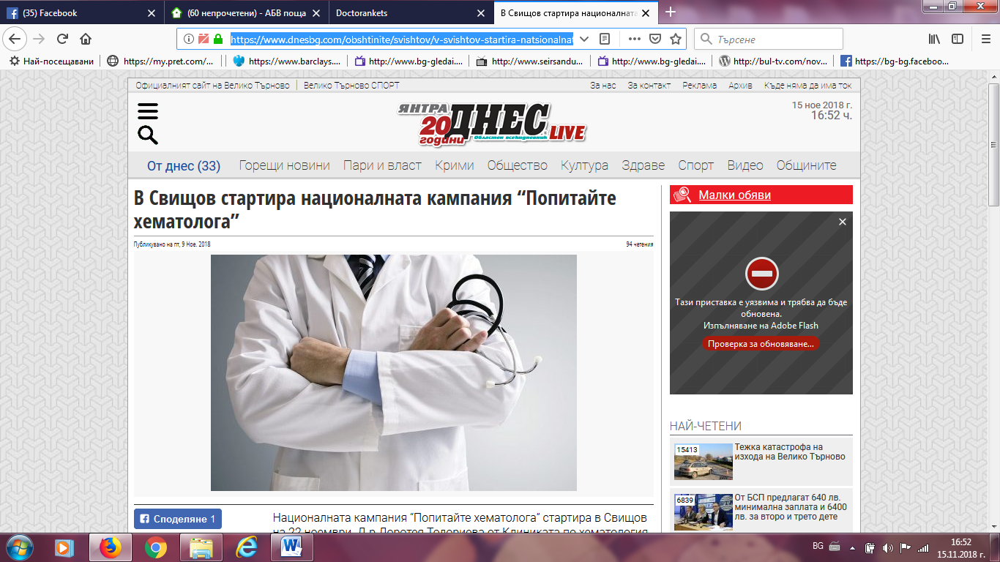 (35) Facebook
(60 непрочетени) - АБВ поща
Doctorankets
В Свищов стартира националната
https://www.dnesbg.com/obshtinite/svishtov/v-svishtov-startira-natsionalna
Търсене
Най-посещавани
https://my.pret.com/...
https://www.barclays....
http://www.bg-gledai....
http://www.seirsandu...
http://www.bg-gledai....
http://bul-tv.com/nov...
https://bg-bg.faceboo...
Официалният сайт на Велико Търново
Велико Търново СПОРТ
За нас
За контакт
Реклама
Архив
Къде няма да има ток
ЯНТРА ДНЕС LIVE
20 години
Областен всекидневник
15 ное 2018 г.
16:52 ч.
От днес (33)
Горещи новини
Пари и власт
Крими
Общество
Култура
Здраве
Спорт
Видео
Общините
В Свищов стартира националната кампания “Попитайте
хематолога”
Публикувано на пт, 9 Ное. 2018
94 четения
Споделяне 1
Национална кампания “Попитайте хематолога” стартира в Свищов
на 22 ноември. Д-р Доротея Тодориева от Клиниката по хематология
Малки обяви
Тази приставка е уязвима и трябва да бъде
обновена.
Изпълняване на Adobe Flash
Проверка за обновяване...
НАЙ-ЧЕТЕНИ
15413
Тежка катастрофа на
изхода на Велико Търново
6839
От БСП предлагат 640 лв.
минимална заплата и 6400
лв. за второ и трето дете
BG
16:52
15.11.2018 г.